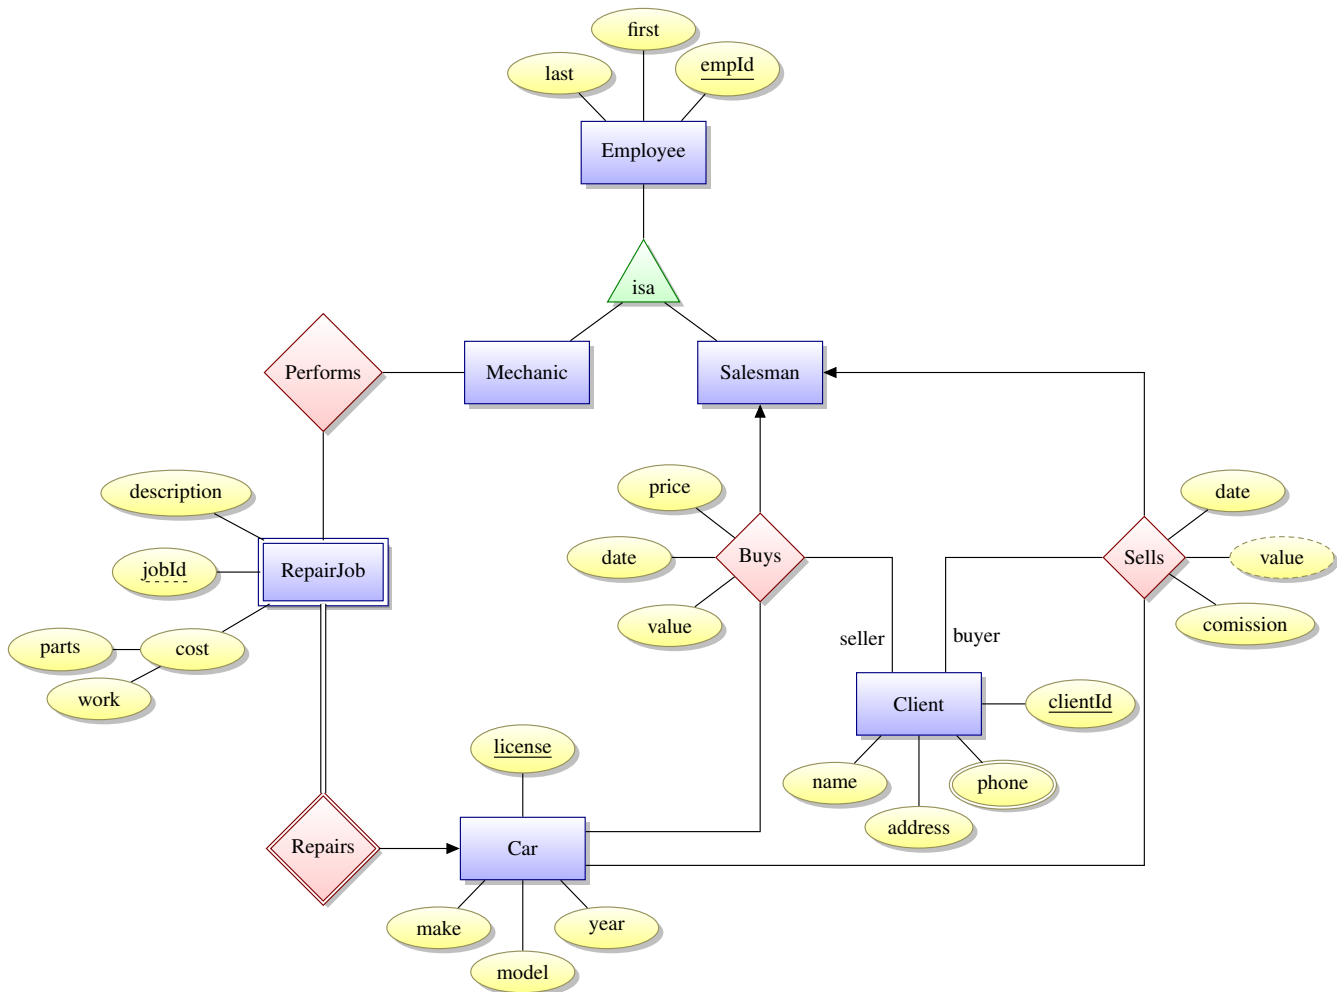 first
empId
last
Employee
isa
Performs
Mechanic
Salesman
description
price
date
jobId
RepairJob
date
Buys
Sells
value
value
comission
parts
cost
seller
buyer
work
Client
clientId
license
name
phone
address
Repairs
Car
make
year
model